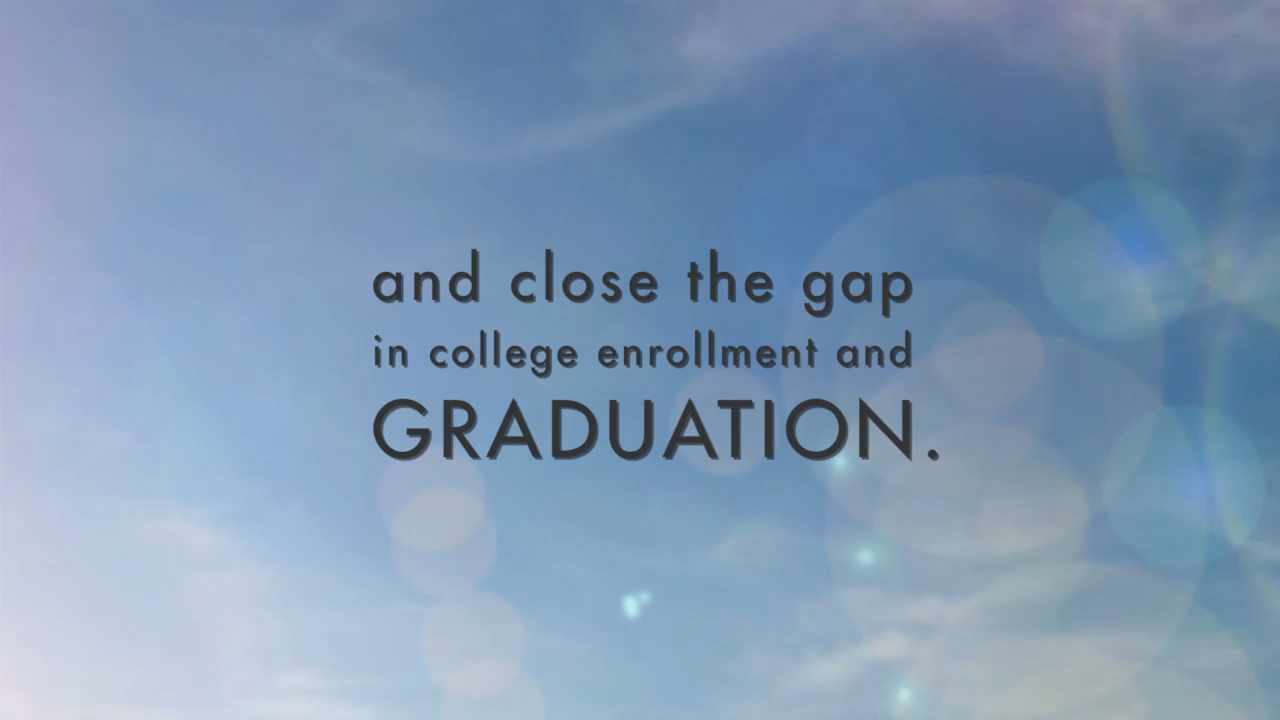 and close the gap
in college enrollment and
GRADUATION.